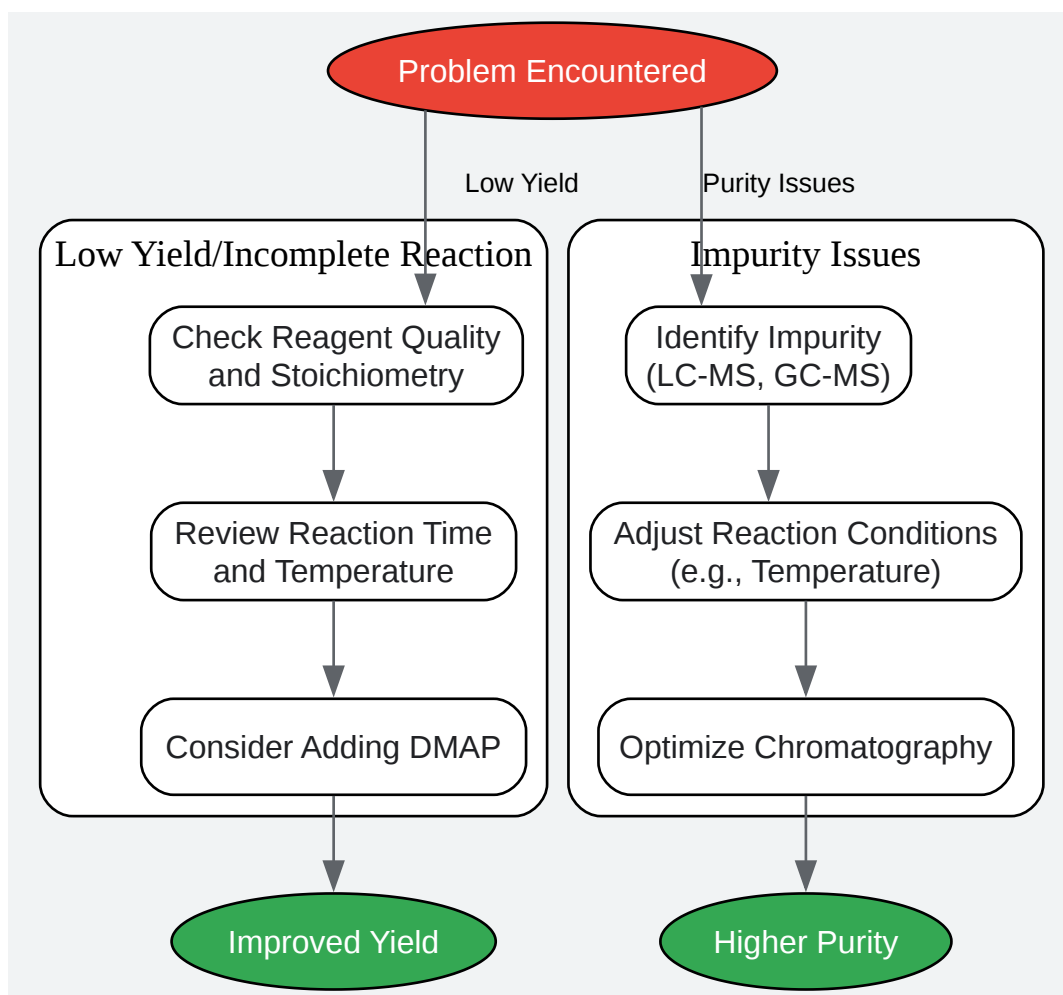 Problem Encountered
Low Yield
Purity Issues
Low Yield/Incomplete Reaction
Check Reagent Quality
and Stoichiometry
Review Reaction Time
and Temperature
Consider Adding DMAP
Improved Yield
Impurity Issues
Identify Impurity
(LC-MS, GC-MS)
Adjust Reaction Conditions
(e.g., Temperature)
Optimize Chromatography
Higher Purity